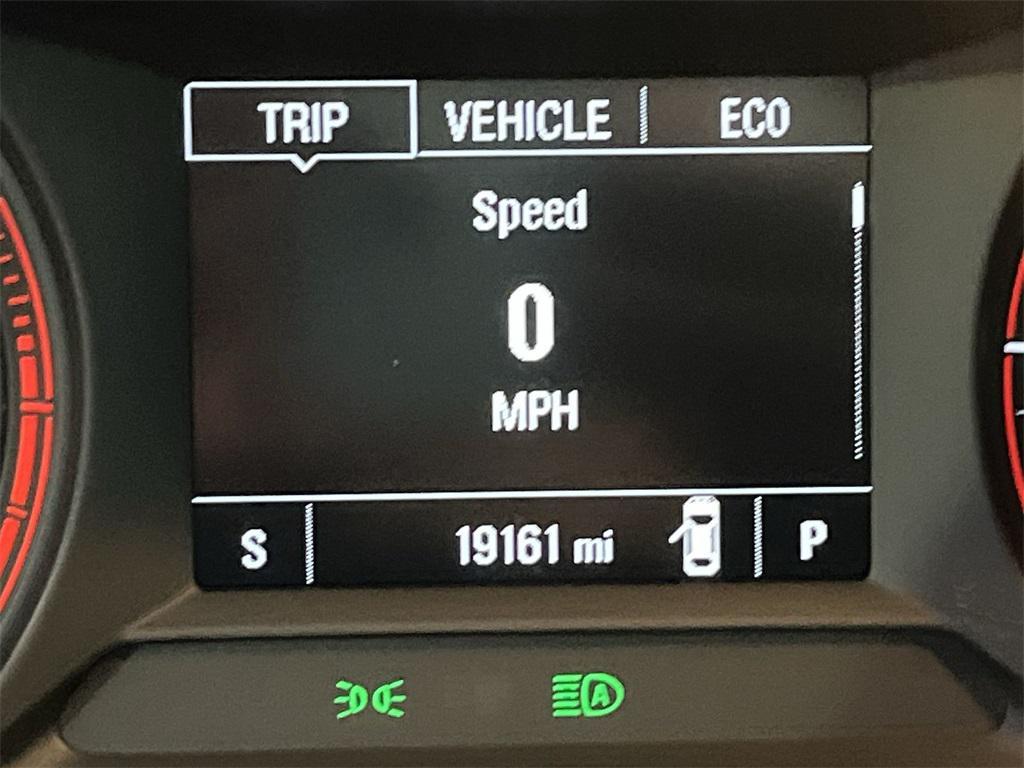 TRIP VEHICLE ECO
Speed
0
MPH
S 19161 mi P
A